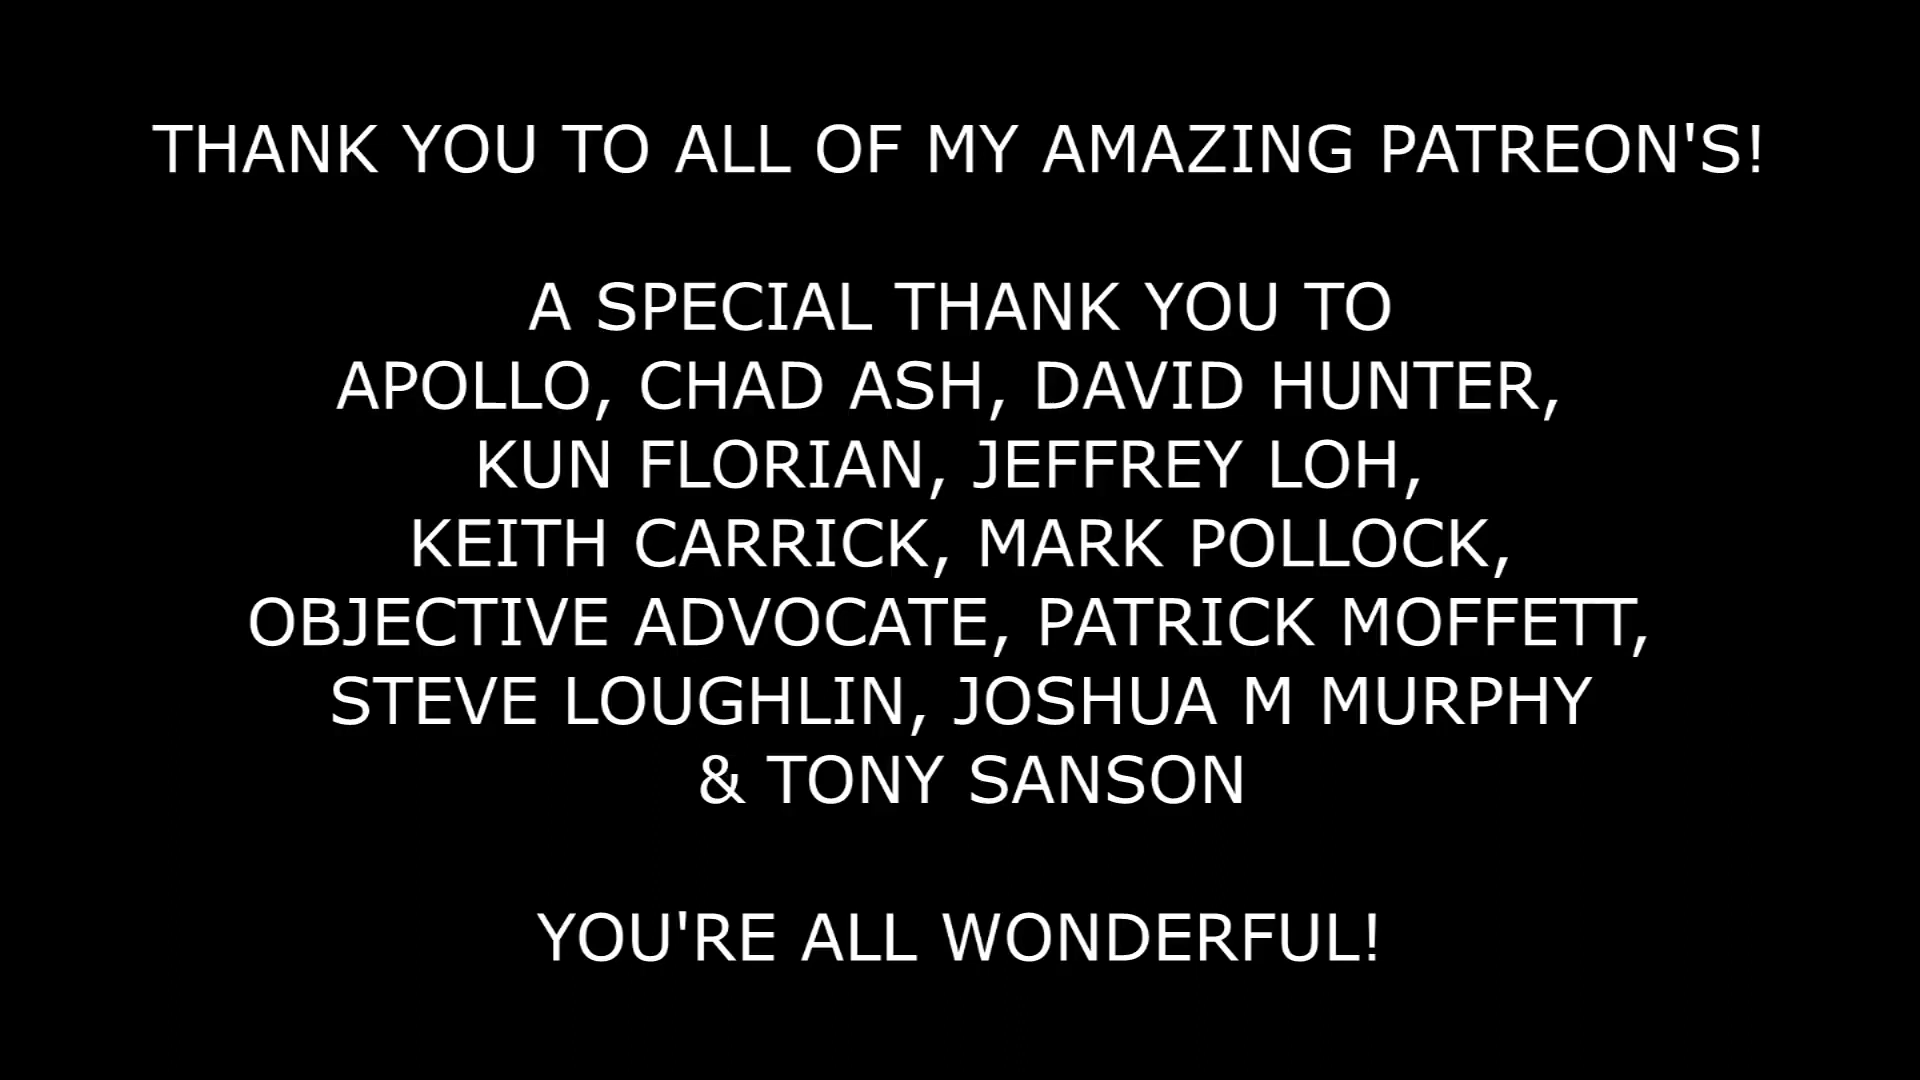 THANK YOU TO ALL OF MY AMAZING PATREON'S!
A SPECIAL THANK YOU TO
APOLLO, CHAD ASH, DAVID HUNTER,
KUN FLORIAN, JEFFREY LOH,
KEITH CARRICK, MARK POLLOCK,
OBJECTIVE ADVOCATE, PATRICK MOFFETT,
STEVE LOUGHLIN, JOSHUA M MURPHY
& TONY SANSON
YOU'RE ALL WONDERFUL!